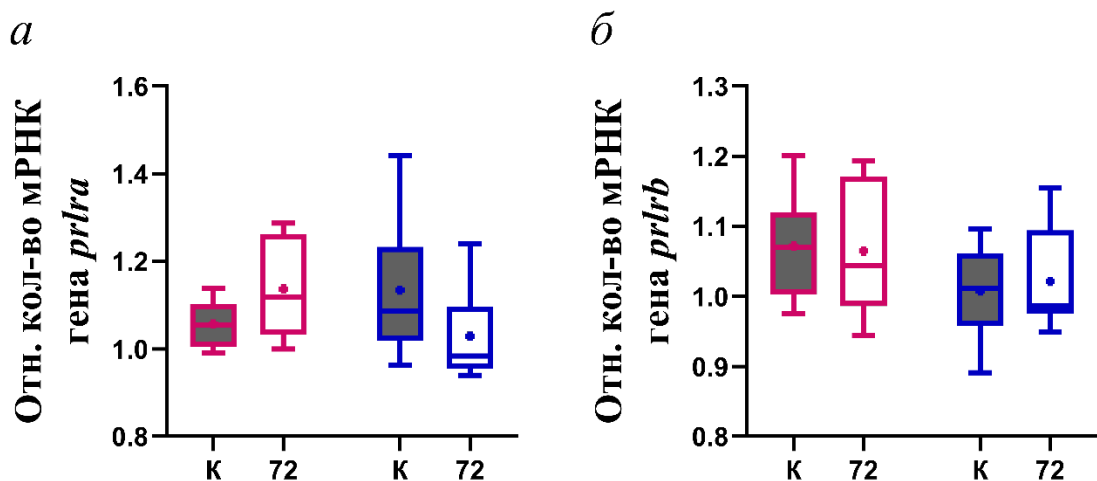 а
Отн. кол-во мРНК
гена prlra
1.6
1.4
1.2
1.0
0.8
К
72
К
72
б
Отн. кол-во мРНК
гена prlrb
1.3
1.2
1.1
1.0
0.9
0.8
К
72
К
72